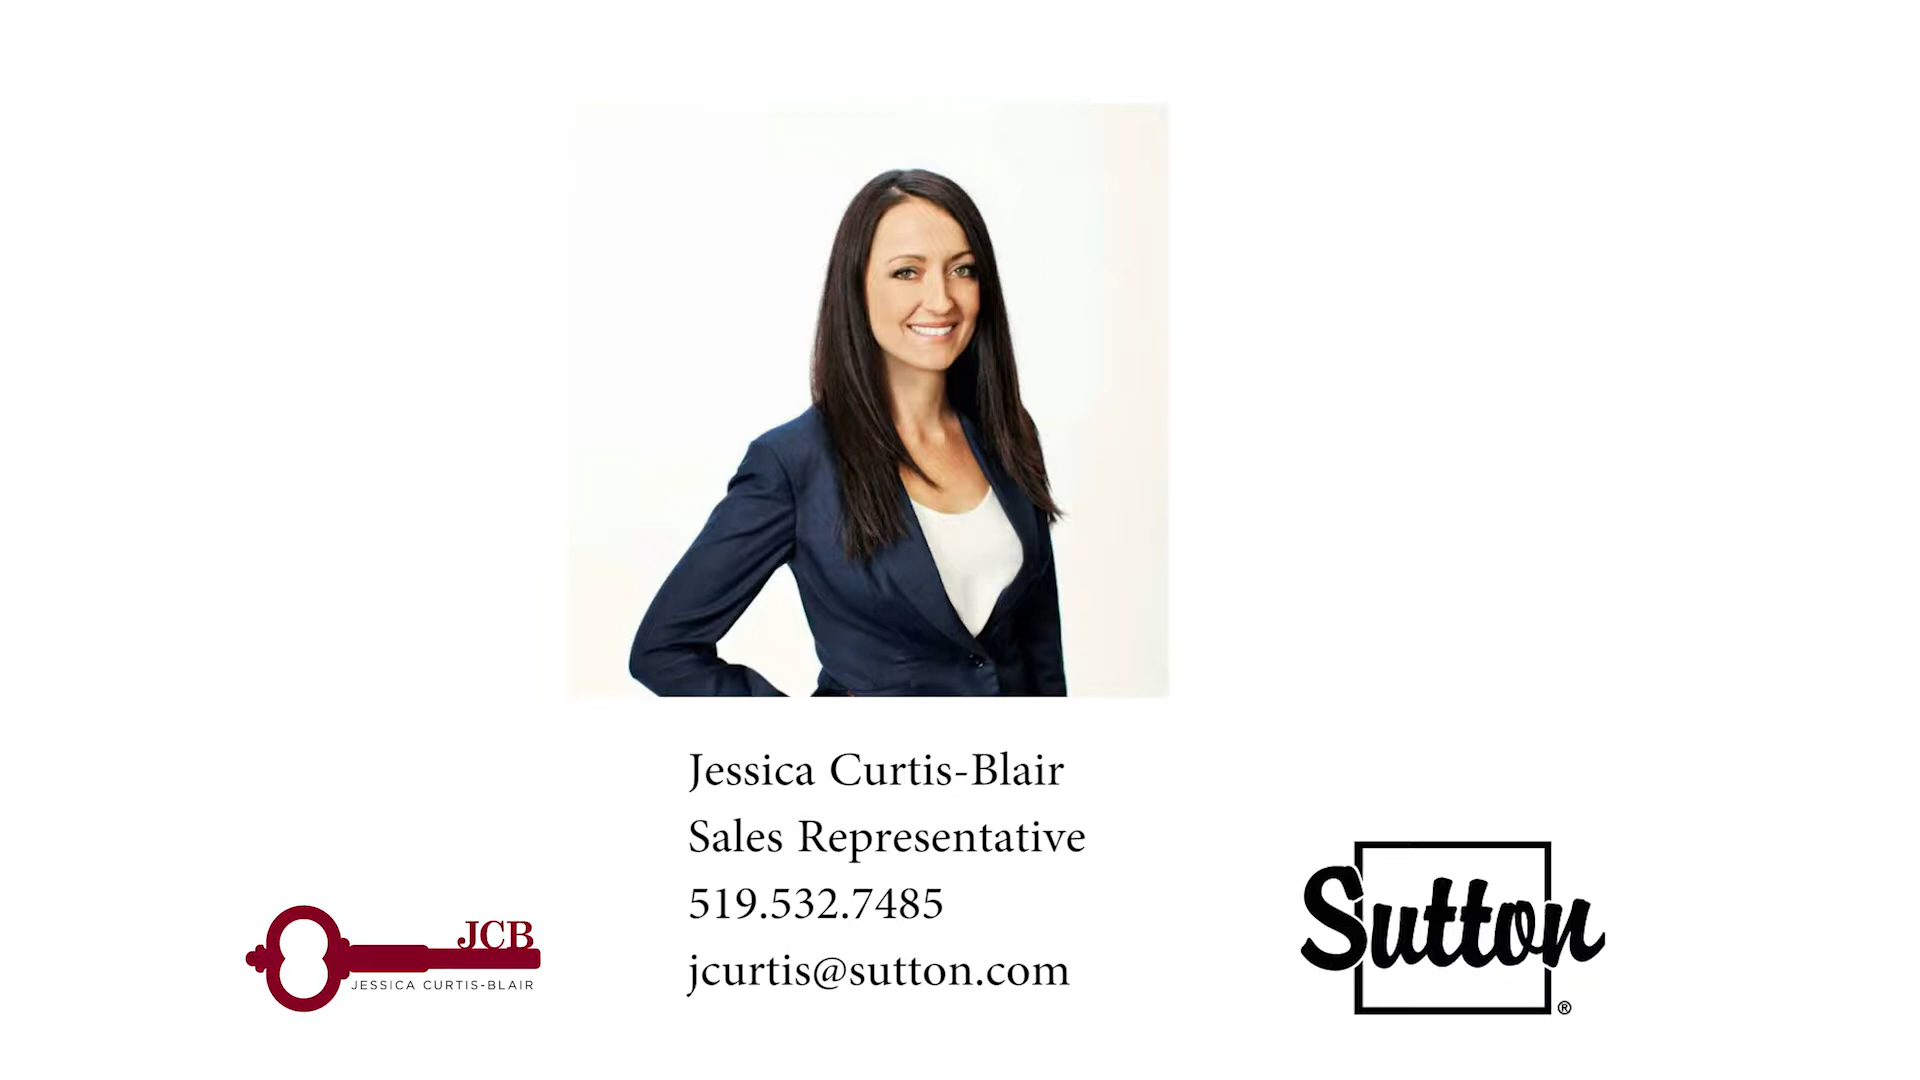 Jessica Curtis-Blair
Sales Representative
519.532.7485
jcurtis@sutton.com
JCB
JESSICA CURTIS-BLAIR
Sutton
®